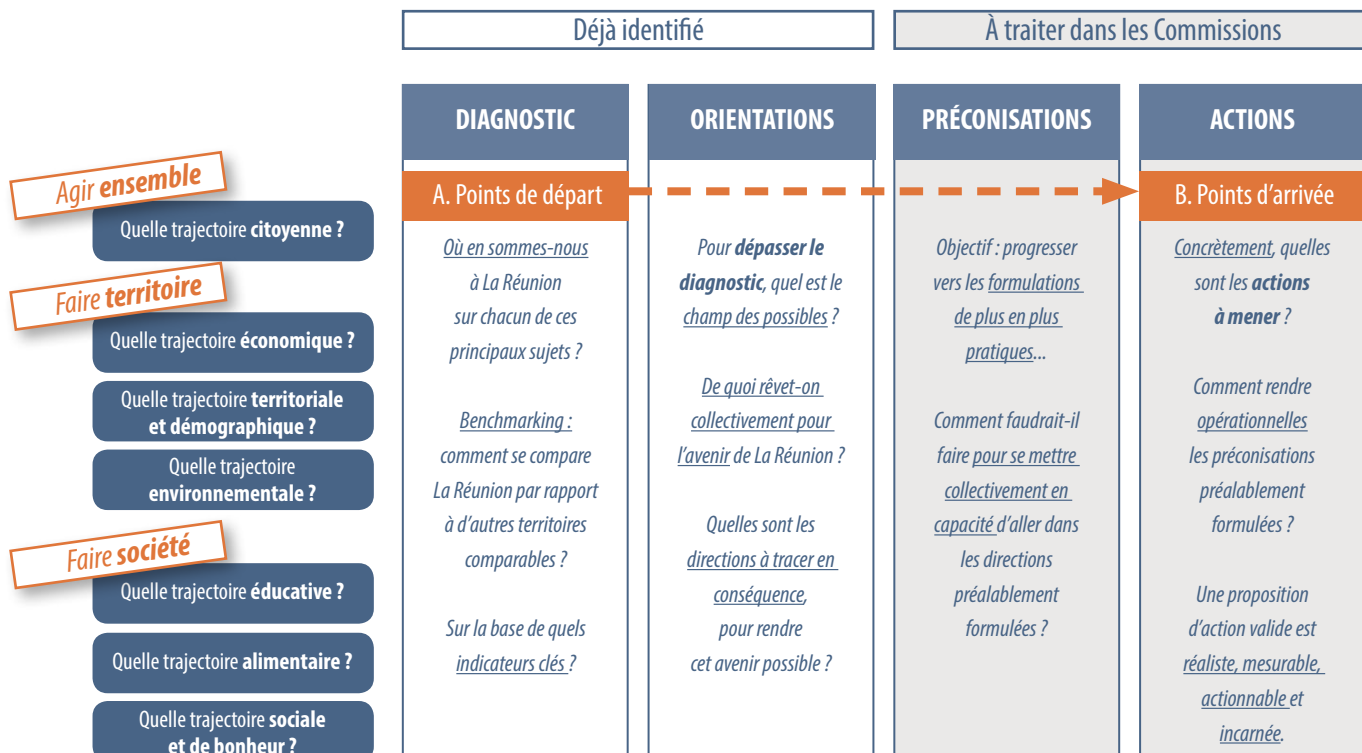 Déjà identifié
À traiter dans les Commissions
Agir ensemble
Quelle trajectoire citoyenne ?
Faire territoire
Quelle trajectoire économique ?
Quelle trajectoire territoriale
et démographique ?
Quelle trajectoire
environnementale ?
Faire société
Quelle trajectoire éducative ?
Quelle trajectoire alimentaire ?
Quelle trajectoire sociale
et de bonheur ?
DIAGNOSTIC
A. Points de départ
Où en sommes-nous
à La Réunion
sur chacun de ces
principaux sujets ?
Benchmarking :
comment se compare
La Réunion par rapport
à d'autres territoires
comparables ?
Sur la base de quels
indicateurs clés ?
ORIENTATIONS
Pour dépasser le
diagnostic, quel est le
champ des possibles ?
De quoi rêvet-on
collectivement pour
l'avenir de La Réunion ?
Quelles sont les
directions à tracer en
conséquence,
pour rendre
cet avenir possible ?
PRÉCONISATIONS
Objectif : progresser
vers les formulations
de plus en plus
pratiques...
Comment faudrait-il
faire pour se mettre
collectivement en
capacité d'aller dans
les directions
préalablement
formulées ?
ACTIONS
B. Points d'arrivée
Concrètement, quelles
sont les actions
à mener ?
Comment rendre
opérationnelles
les préconisations
préalablement
formulées ?
Une proposition
d'action valide est
réaliste, mesurable,
actionnable et
incarnée.